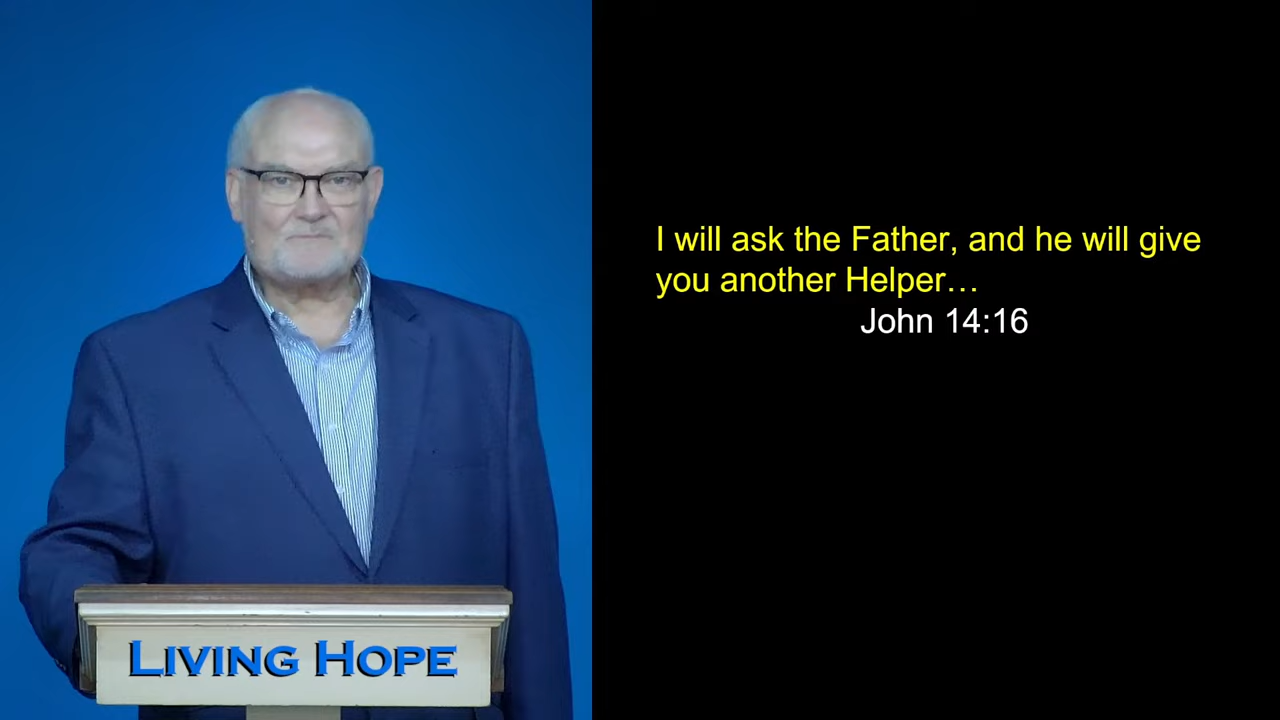 I will ask the Father, and he will give
you another Helper…
John 14:16
LIVING HOPE